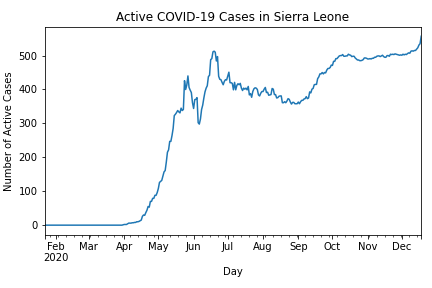 Active COVID-19 Cases in Sierra Leone
Number of Active Cases
500
400
300
200
100
0
Feb Mar Apr May Jun Jul Aug Sep Oct Nov Dec
2020
Day